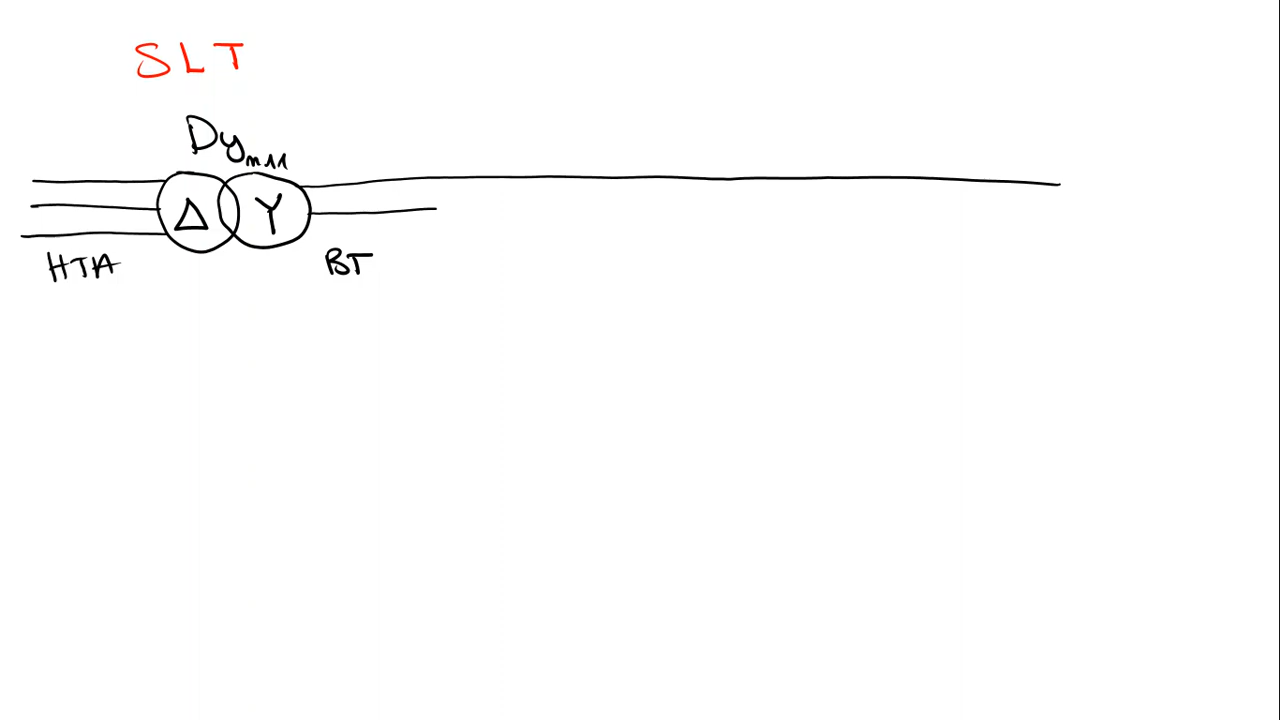 SLT
Dyn11
Δ Y
HTA
BT